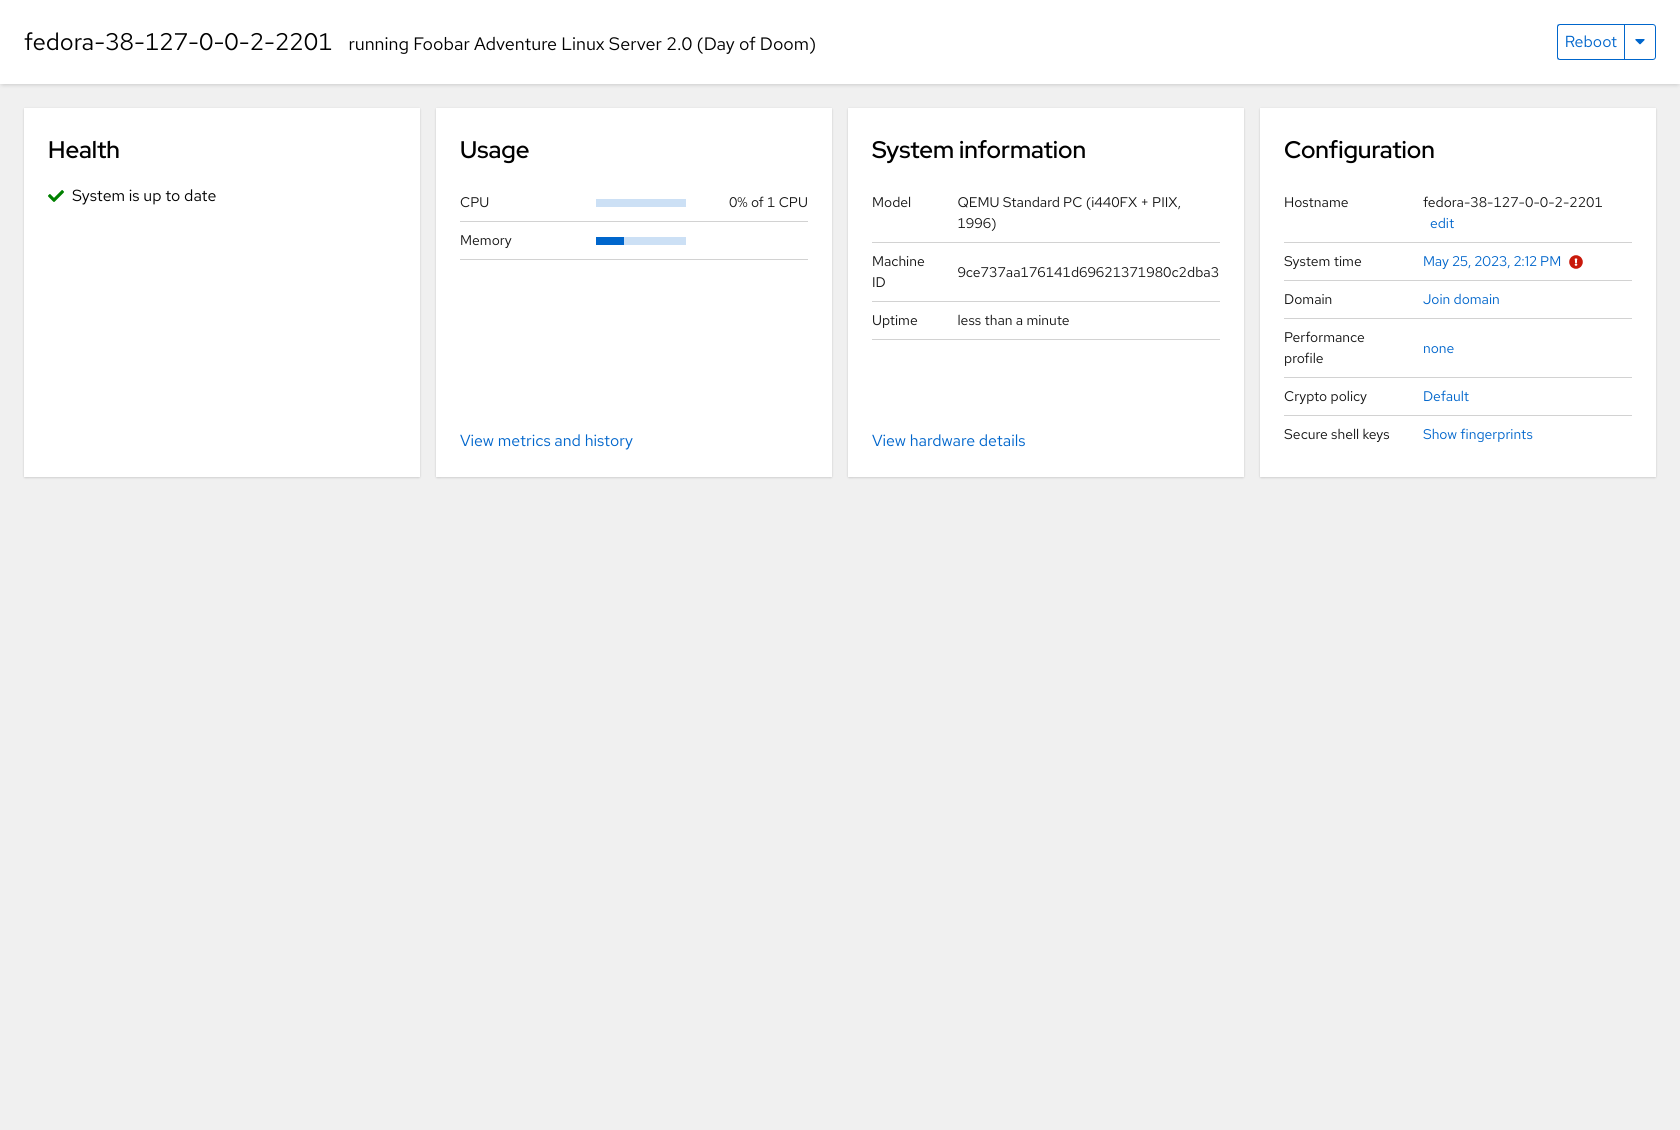 fedora-38-127-0-0-2-2201 running Foobar Adventure Linux Server 2.0 (Day of Doom)
Reboot
Health
System is up to date
Usage
CPU 0% of 1 CPU
Memory
View metrics and history
System information
Model QEMU Standard PC (i440FX + PIIX,
1996)
Machine
ID
9ce737aa176141d69621371980c2dba3
Uptime less than a minute
View hardware details
Configuration
Hostname fedora-38-127-0-0-2-2201
edit
System time May 25, 2023, 2:12 PM
Domain Join domain
Performance
profile
none
Crypto policy Default
Secure shell keys Show fingerprints